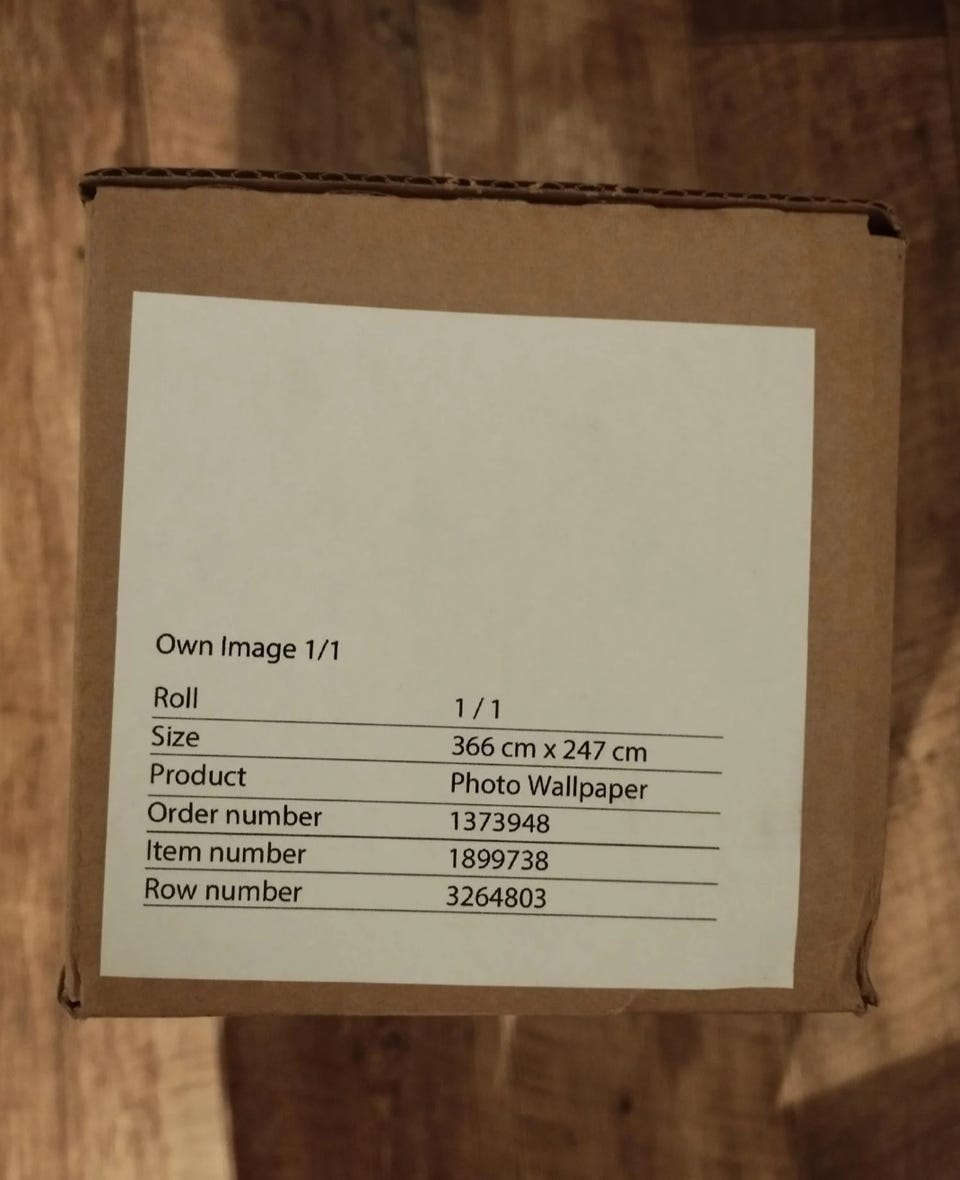 Own Image 1/1
Roll 1 / 1
Size 366 cm x 247 cm
Product Photo Wallpaper
Order number 1373948
Item number 1899738
Row number 3264803